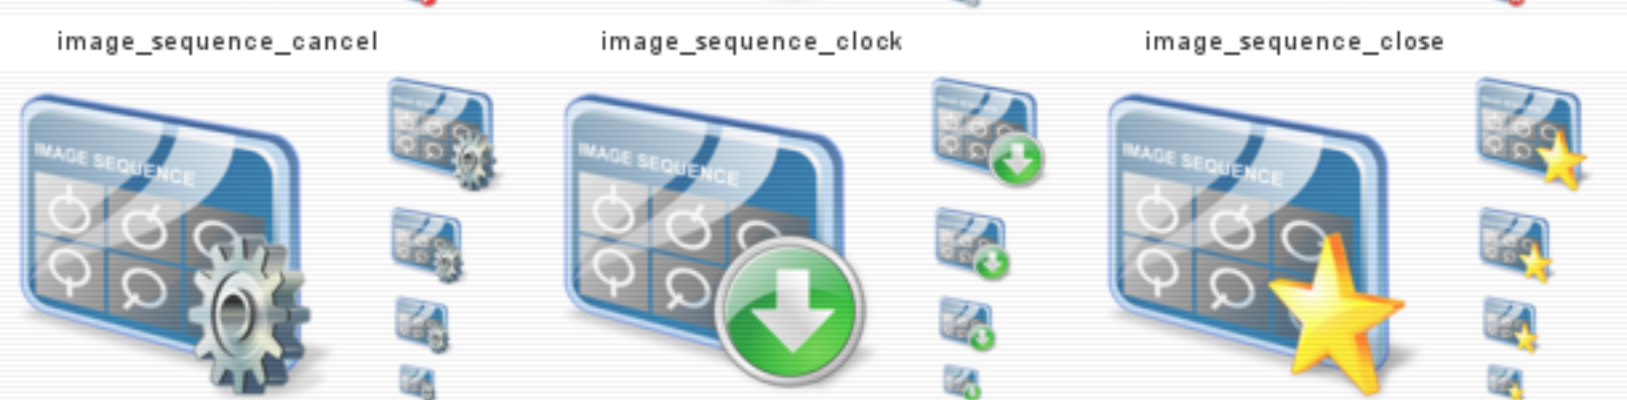 image_sequence_cancel
image_sequence_clock
image_sequence_close
IMAGE SEQUENCE
IMAGE SEQUENCE
IMAGE SEQUENCE